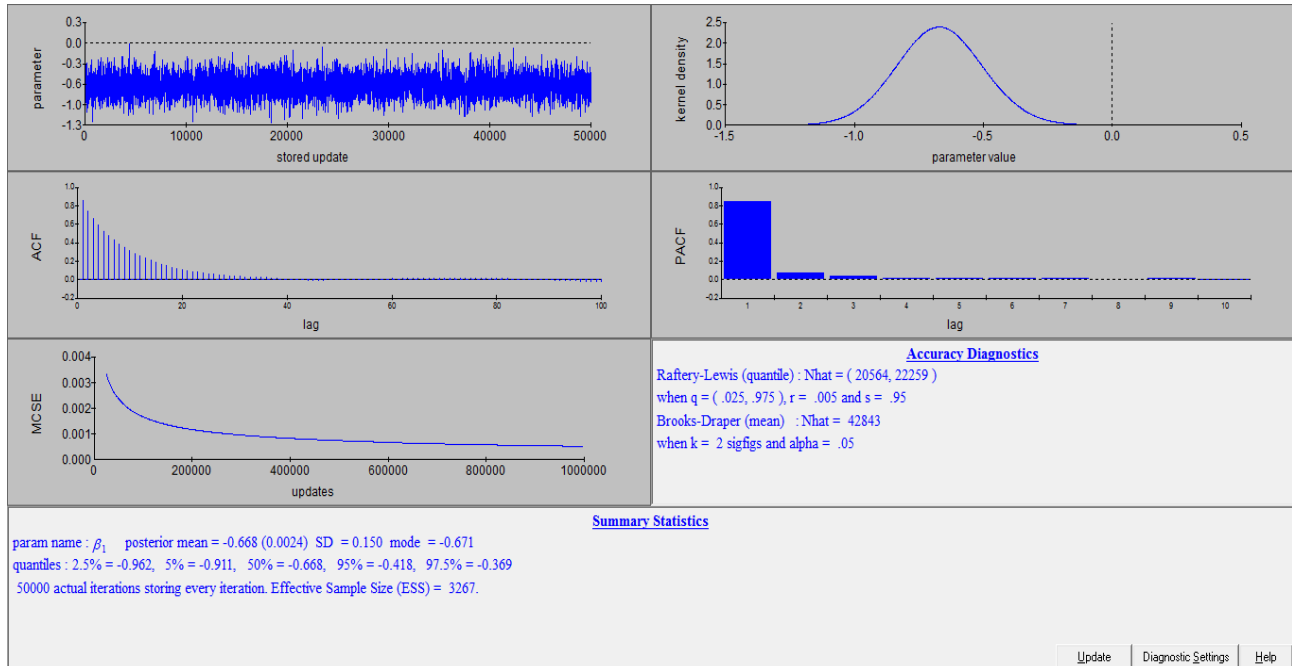 0.3
0.0
-0.3
-0.6
-1.0
-1.3
parameter
0 10000 20000 30000 40000 50000
stored update
2.5
2.0
1.5
1.0
0.5
0.0
kernel density
-1.5 -1.0 -0.5 0.0 0.5
parameter value
1.0
0.8
0.6
0.4
0.2
0.0
-0.2
ACF
0 20 40 60 80 100
lag
1.0
0.8
0.6
0.4
0.2
0.0
-0.2
PACF
1 2 3 4 5 6 7 8 9 10
lag
0.004
0.003
0.002
0.001
0.000
MCSE
0 200000 400000 600000 800000 1000000
updates
Accuracy Diagnostics
Raftery-Lewis (quantile) : Nhat = ( 20564, 22259 )
when q = ( .025, .975 ), r = .005 and s = .95
Brooks-Draper (mean) : Nhat = 42843
when k = 2 sigfigs and alpha = .05
Summary Statistics
param name : β1 posterior mean = -0.668 (0.0024) SD = 0.150 mode = -0.671
quantiles : 2.5% = -0.962, 5% = -0.911, 50% = -0.668, 95% = -0.418, 97.5% = -0.369
50000 actual iterations storing every iteration. Effective Sample Size (ESS) = 3267.
Update Diagnostic Settings Help